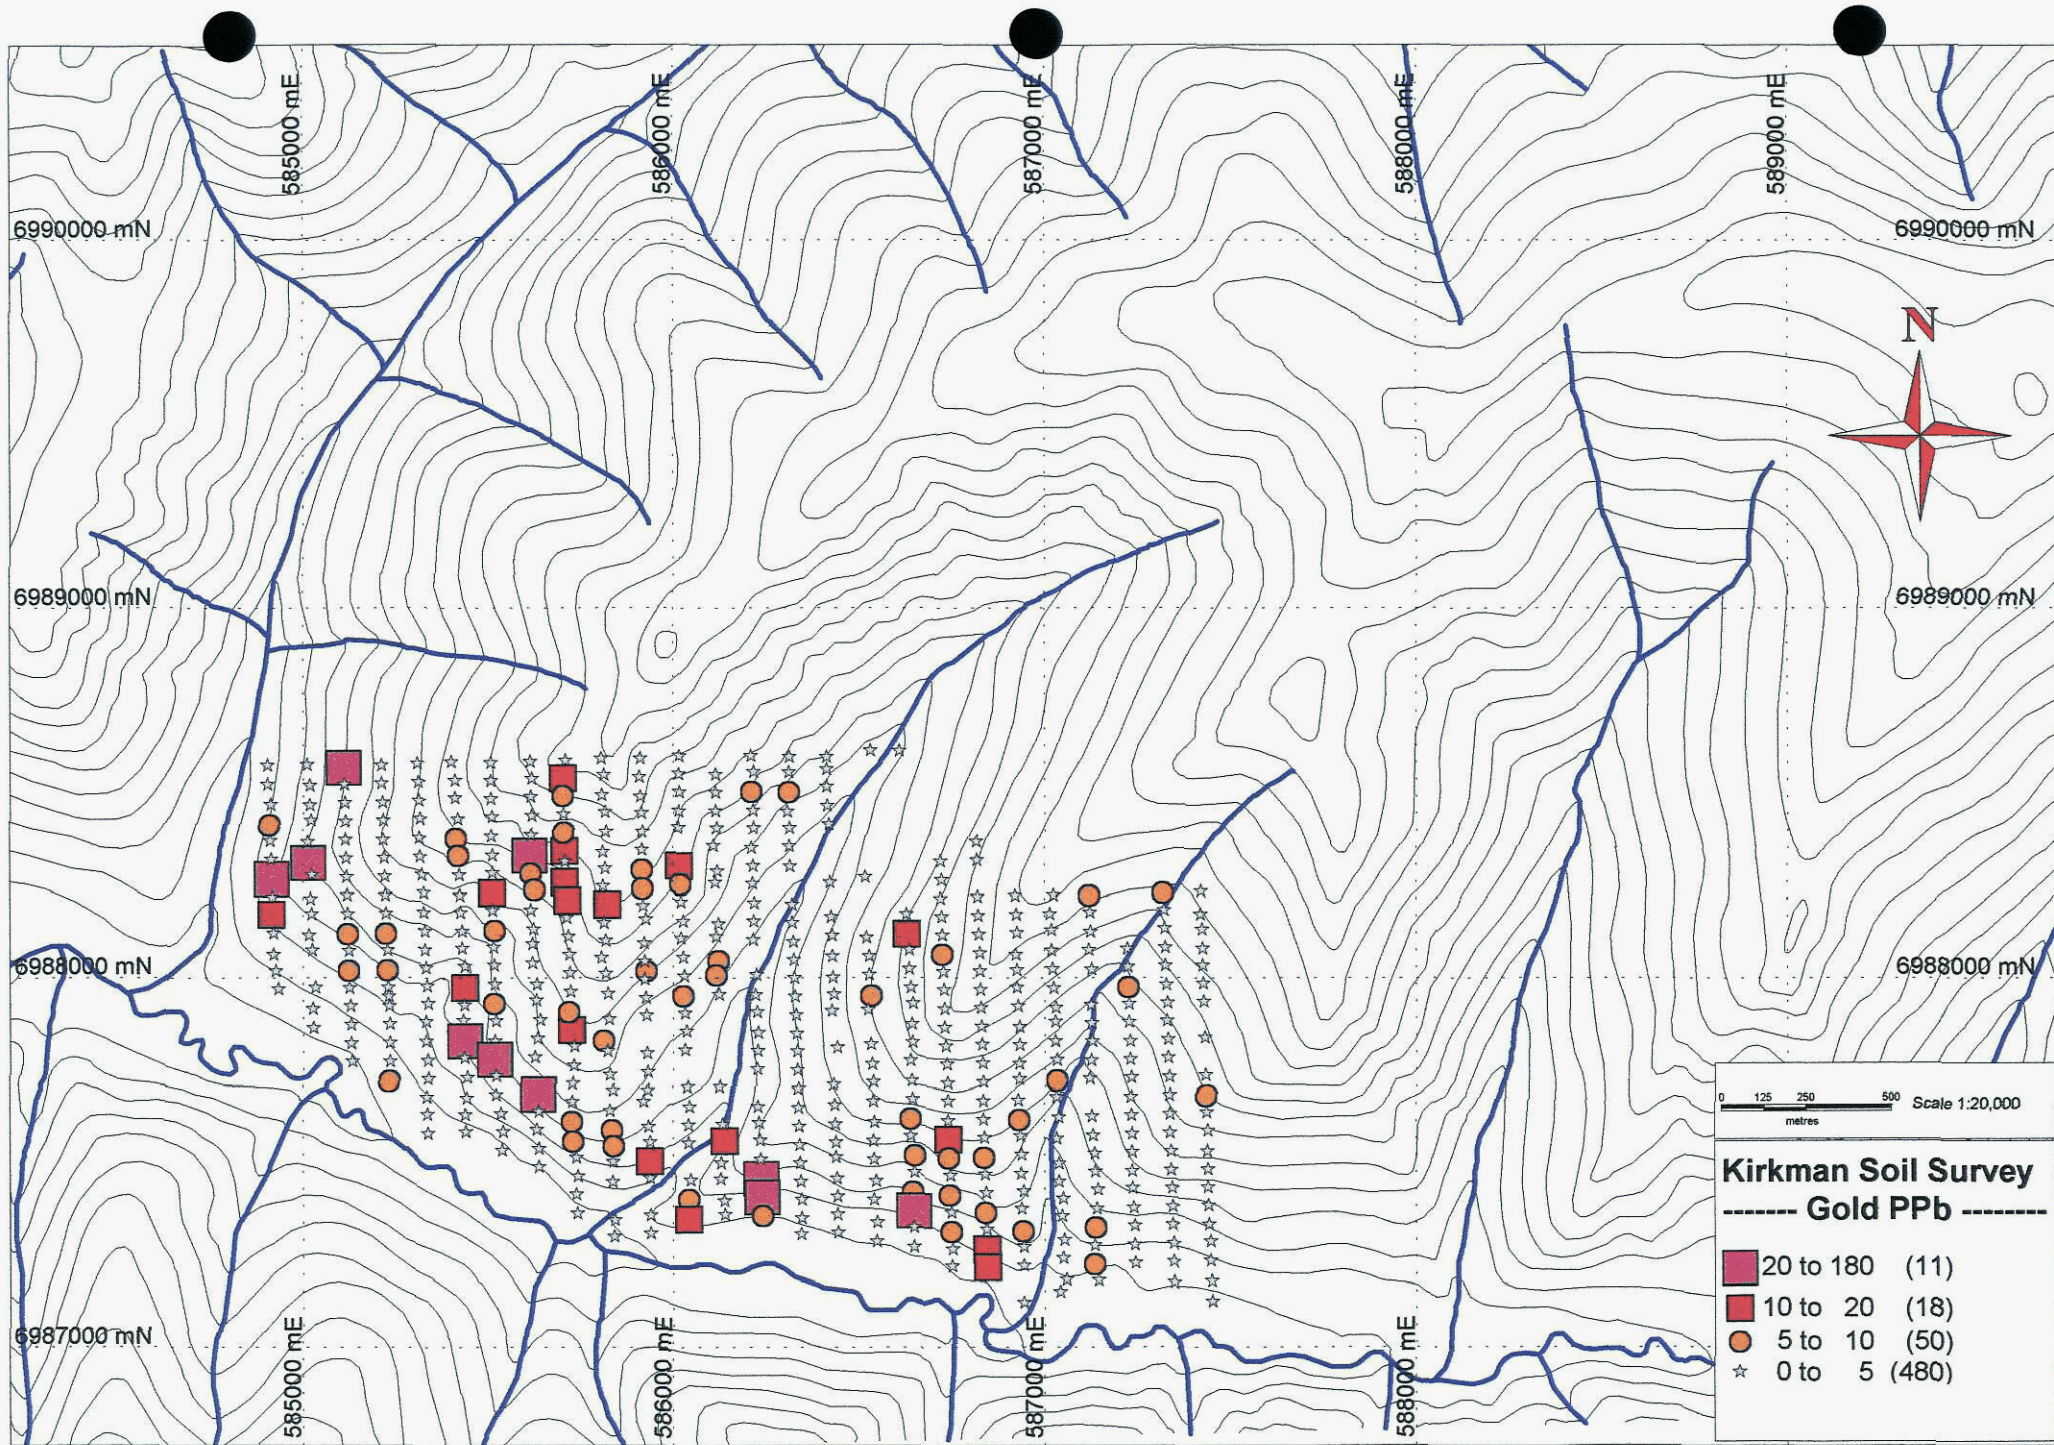 585000 mE
586000 mE
587000 mE
588000 mE
589000 mE
6990000 mN
6990000 mN
N
6989000 mN
6989000 mN
6988000 mN
6988000 mN
0 125 250 500 Scale 1:20,000
metres
Kirkman Soil Survey
------- Gold PPb --------
20 to 180 (11)
10 to 20 (18)
5 to 10 (50)
0 to 5 (480)
6987000 mN
585000 mE
586000 mE
587000 mE
588000 mE